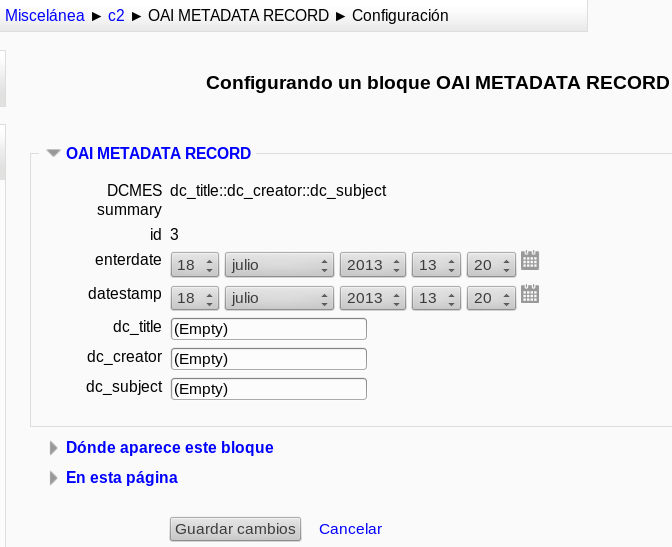 Miscelánea ► c2 ► OAI METADATA RECORD ► Configuración
Configurando un bloque OAI METADATA RECORD
OAI METADATA RECORD
DCMES summary dc_title::dc_creator::dc_subject
id 3
enterdate 18 julio 2013 13 20
datestamp 18 julio 2013 13 20
dc_title (Empty)
dc_creator (Empty)
dc_subject (Empty)
Dónde aparece este bloque
En esta página
Guardar cambios Cancelar